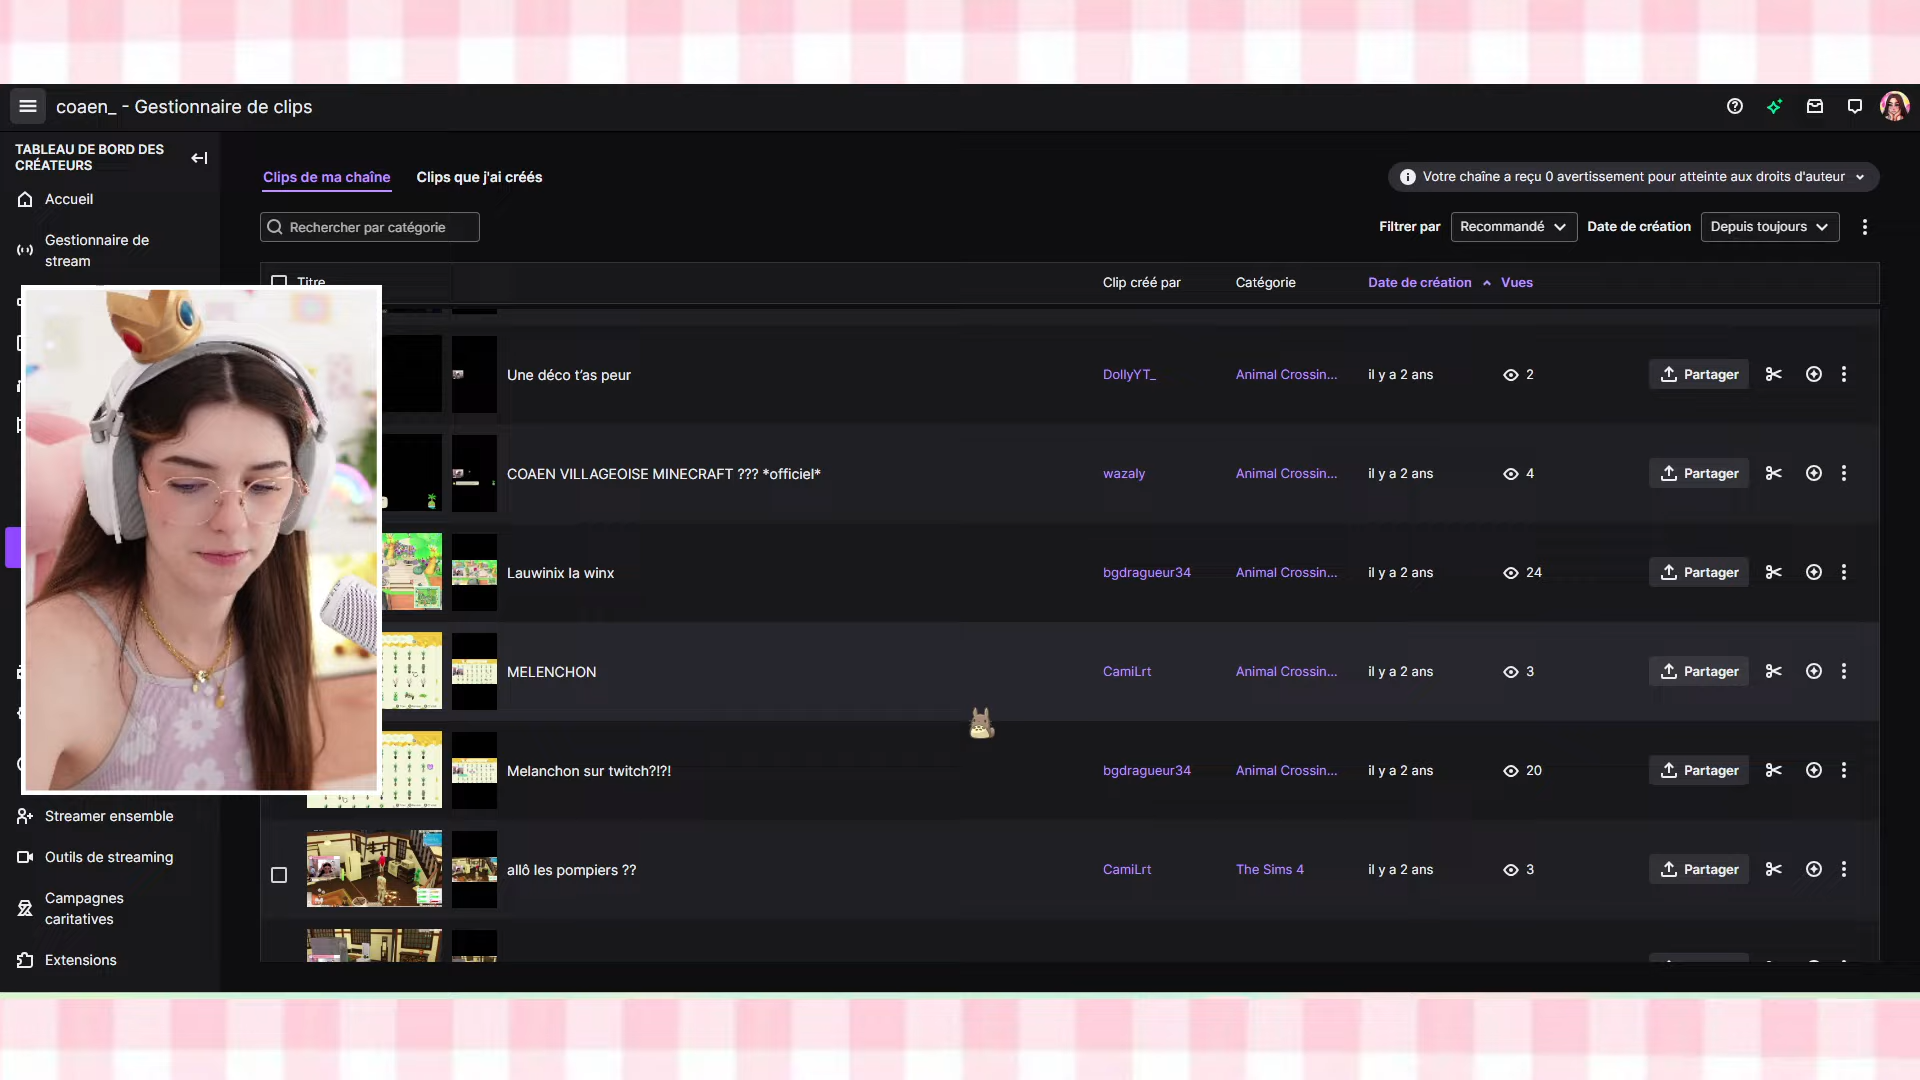 coaen_ - Gestionnaire de clips
TABLEAU DE BORD DES
CRÉATEURS
Accueil
Gestionnaire de
stream
Streamer ensemble
Outils de streaming
Campagnes
caritatives
Extensions
Clips de ma chaîne
Clips que j'ai créés
Votre chaîne a reçu 0 avertissement pour atteinte aux droits d'auteur
Rechercher par catégorie
Filtrer par
Recommandé
Date de création
Depuis toujours
Titre
Clip créé par
Catégorie
Date de création
Vues
Une déco t’as peur
DollyYT_
Animal Crossin...
il y a 2 ans
2
Partager
COAEN VILLAGEOISE MINECRAFT ??? *officiel*
wazaly
Animal Crossin...
il y a 2 ans
4
Partager
Lauwinix la winx
bgdragueur34
Animal Crossin...
il y a 2 ans
24
Partager
MELENCHON
CamiLrt
Animal Crossin...
il y a 2 ans
3
Partager
Melanchon sur twitch?!?!
bgdragueur34
Animal Crossin...
il y a 2 ans
20
Partager
allô les pompiers ??
CamiLrt
The Sims 4
il y a 2 ans
3
Partager